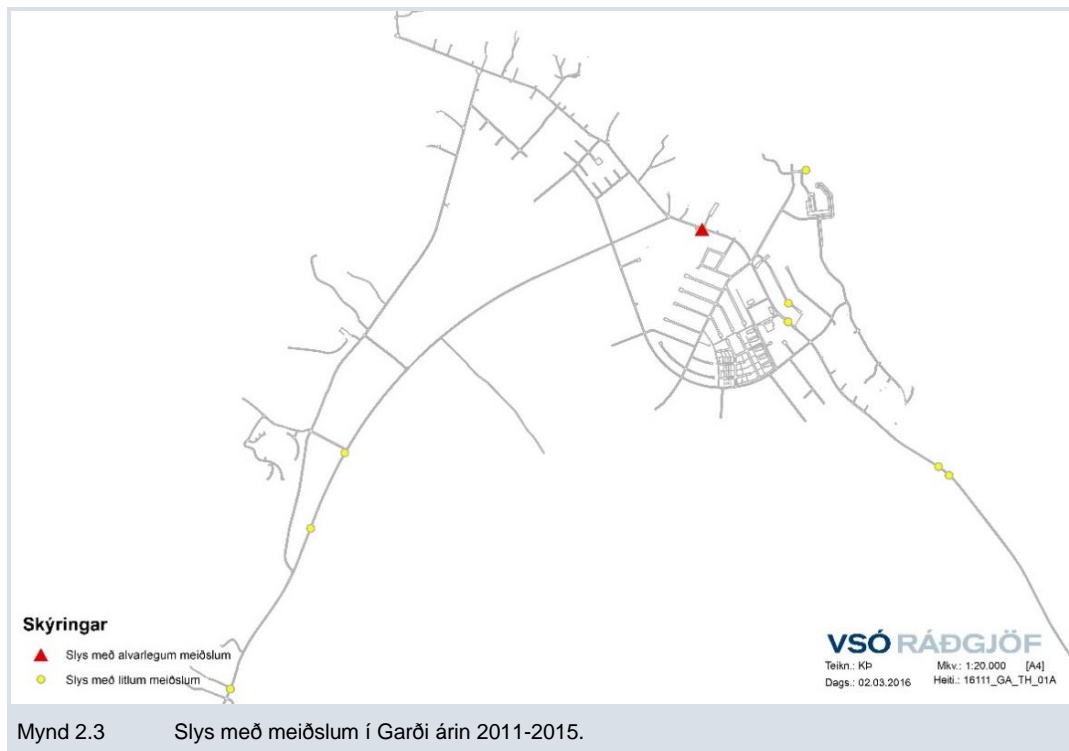 Skýringar
Slys með alvarlegum meiðslum
Slys með litlum meiðslum
VSÓ RÁÐGJÖF
Teikn.: KÞ Mkv.: 1:20.000 [A4]
Dags.: 02.03.2016 Heiti.: 16111_GA_TH_01A
Mynd 2.3 Slys með meiðslum í Garði árin 2011-2015.